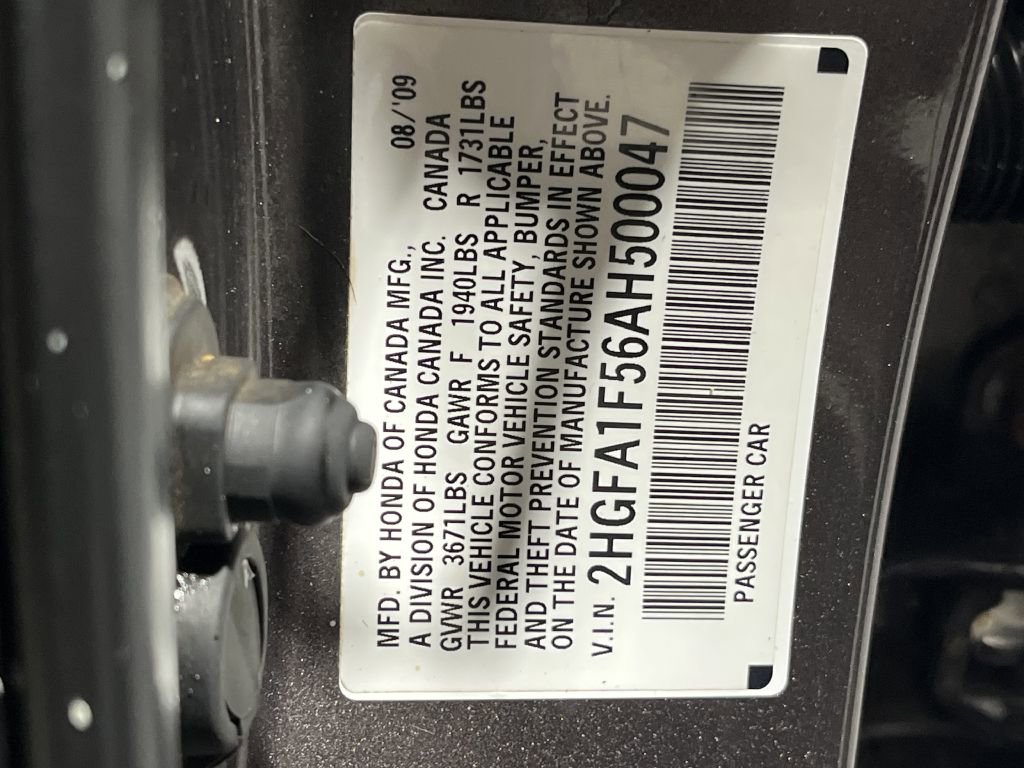 MFD. BY HONDA OF CANADA MFG., 08/'09
A DIVISION OF HONDA CANADA INC. CANADA
GVWR 3671LBS GAWR F 1940LBS R 1731LBS
THIS VEHICLE CONFORMS TO ALL APPLICABLE
FEDERAL MOTOR VEHICLE SAFETY, BUMPER,
AND THEFT PREVENTION STANDARDS IN EFFECT
ON THE DATE OF MANUFACTURE SHOWN ABOVE.
V.I.N. 2HGFA1F56AH500047
PASSENGER CAR